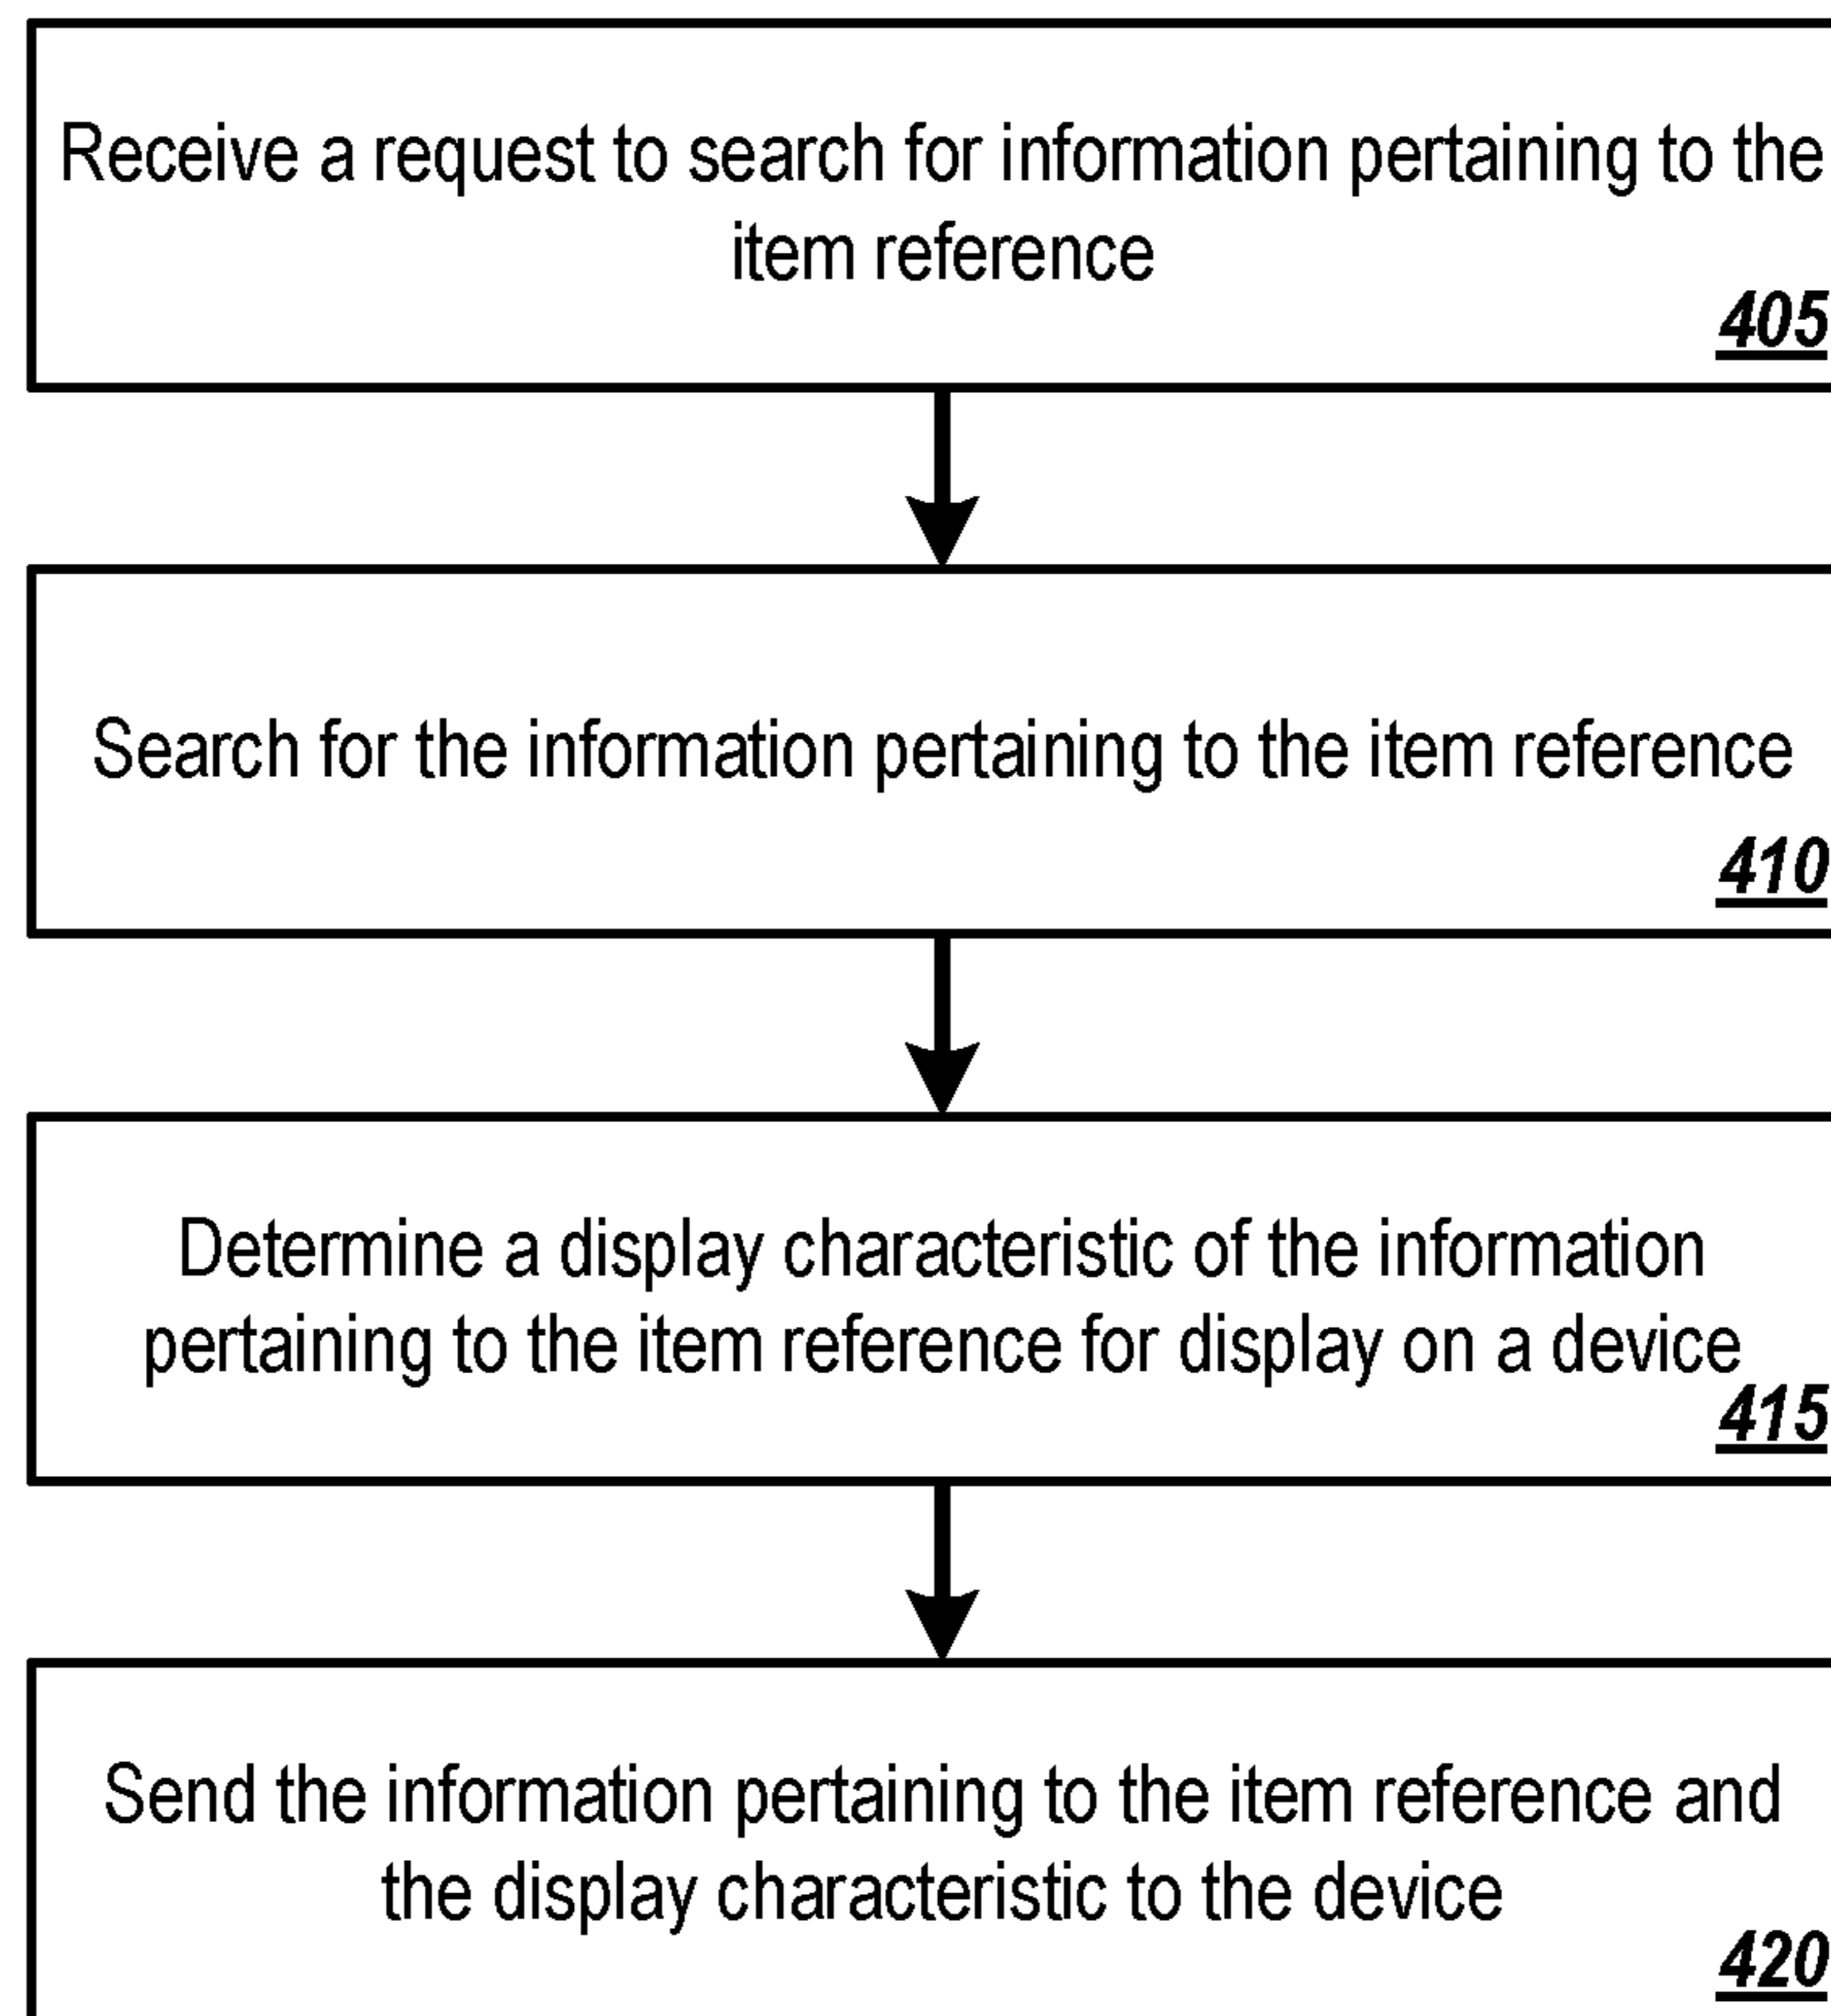 Receive a request to search for information pertaining to the
item reference
405
Search for the information pertaining to the item reference
410
Determine a display characteristic of the information
pertaining to the item reference for display on a device
415
Send the information pertaining to the item reference and
the display characteristic to the device
420